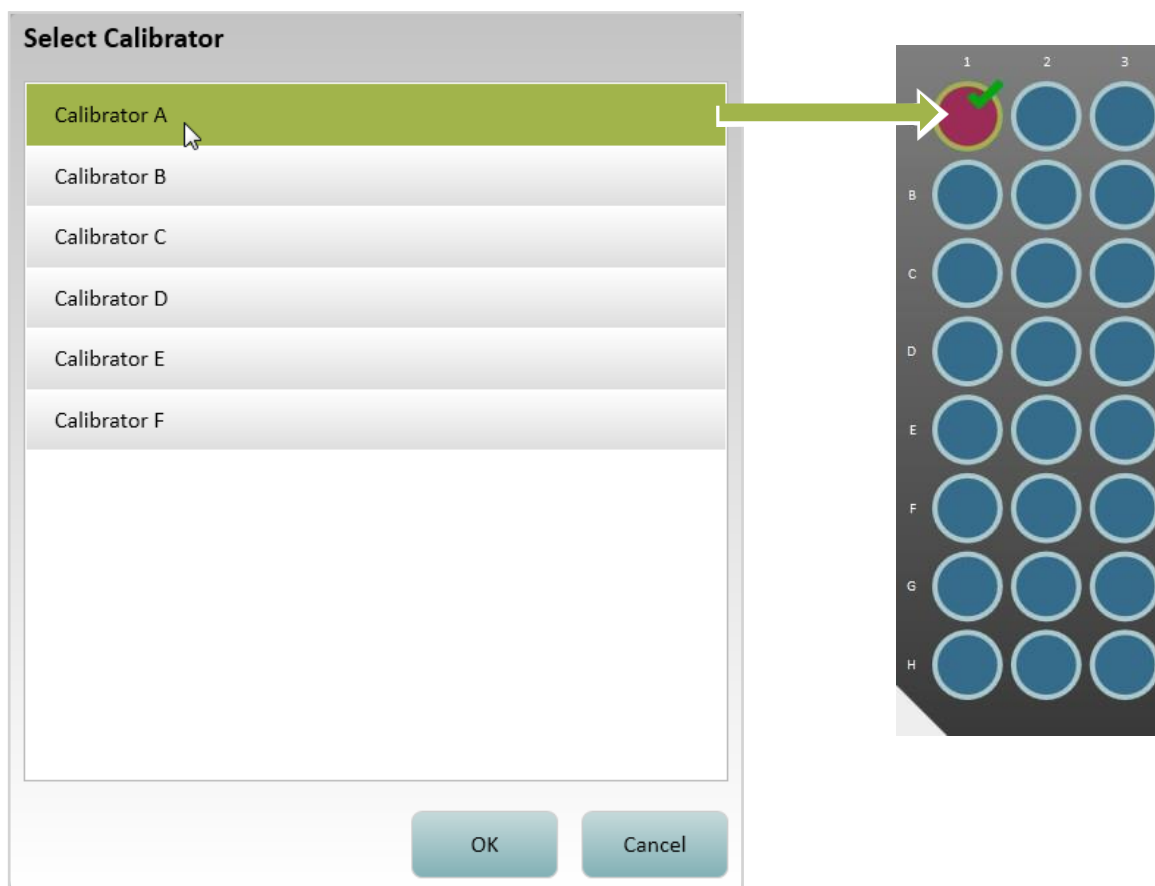 Select Calibrator
Calibrator A
Calibrator B
Calibrator C
Calibrator D
Calibrator E
Calibrator F
OK
Cancel
1 2 3
B
C
D
E
F
G
H